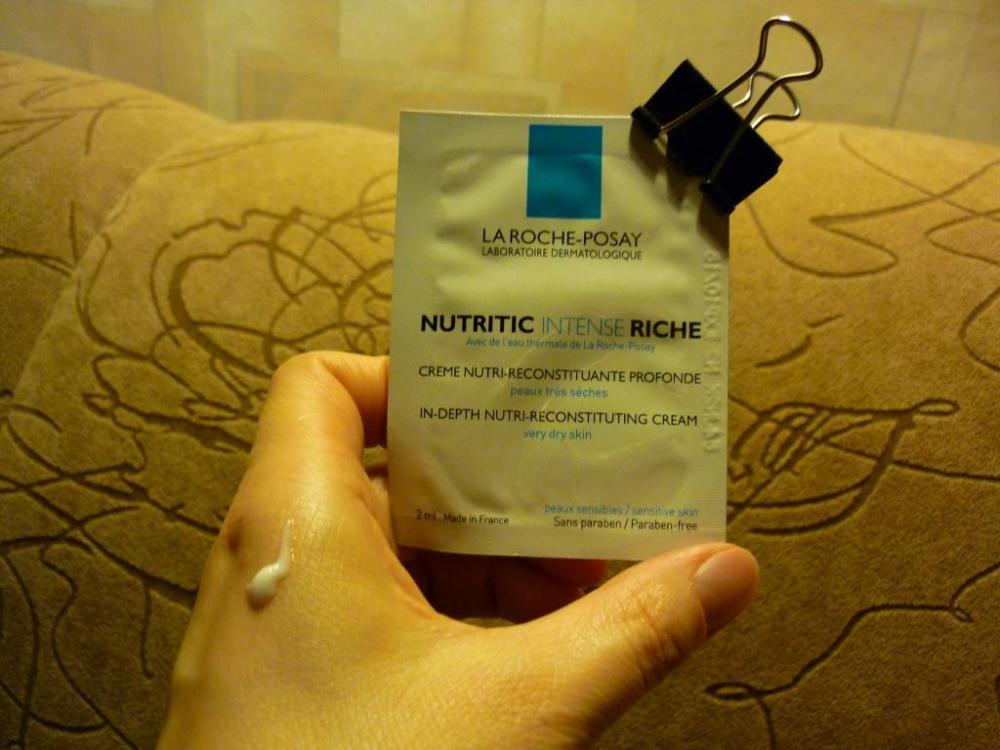 LA ROCHE-POSAY
LABORATOIRE DERMATOLOGIQUE
NUTRITIC INTENSE RICHE
Avec de l'eau thermale de La Roche-Posay
CREME NUTRI-RECONSTITUANTE PROFONDE
peaux très sèches
IN-DEPTH NUTRI-RECONSTITUTING CREAM
very dry skin
peaux sensibles / sensitive skin
2 ml . Made in France
Sans paraben / Paraben-free